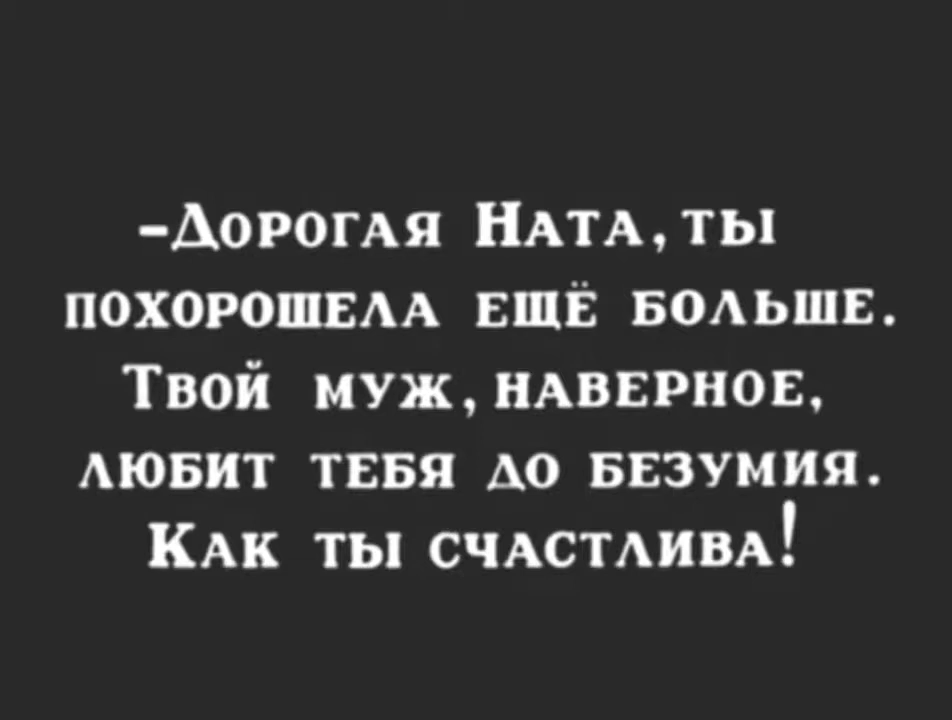 -Дорогая Ната, ты
похорошела ещё больше.
Твой муж, наверное,
любит тебя до безумия.
Как ты счастлива!